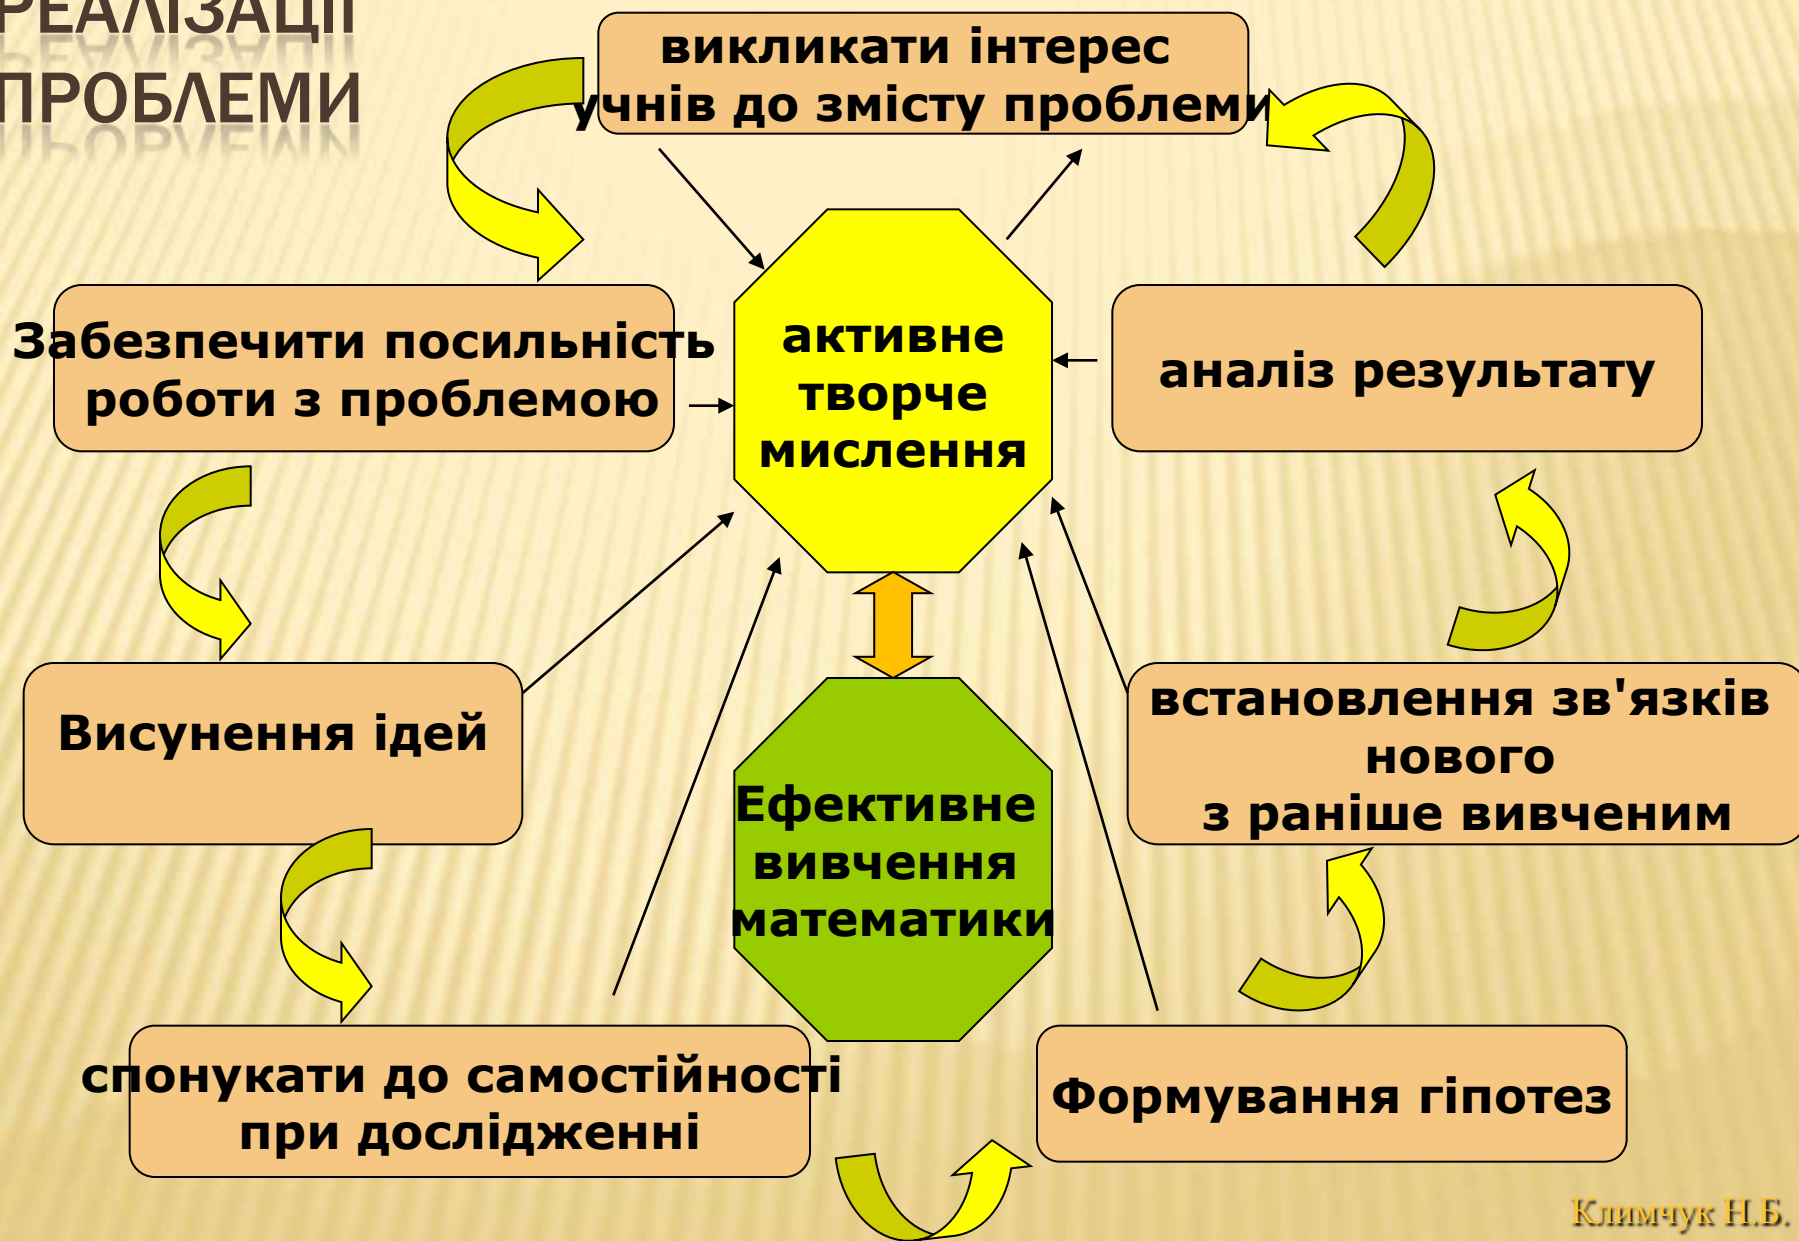 РЕАЛІЗАЦІЇ
ПРОБЛЕМИ
викликати інтерес
учнів до змісту проблеми
Забезпечити посильність
роботи з проблемою
активне
творче
мислення
аналіз результату
Висунення ідей
встановлення зв'язків
нового
з раніше вивченим
Ефективне
вивчення
математики
спонукати до самостійності
при дослідженні
Формування гіпотез
Климчук Н.Б.